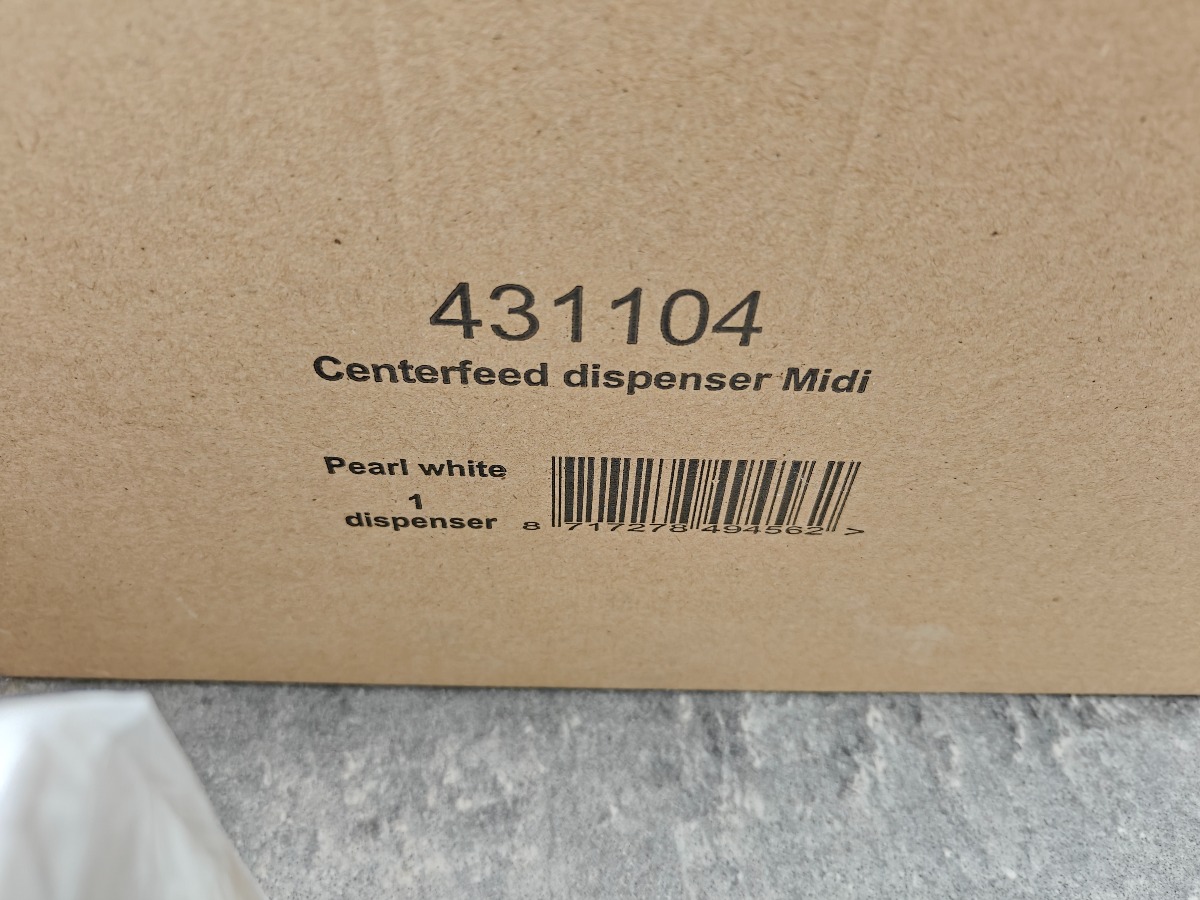 431104
Centerfeed dispenser Midi
Pearl white
1
dispenser
8 717278 494562 >